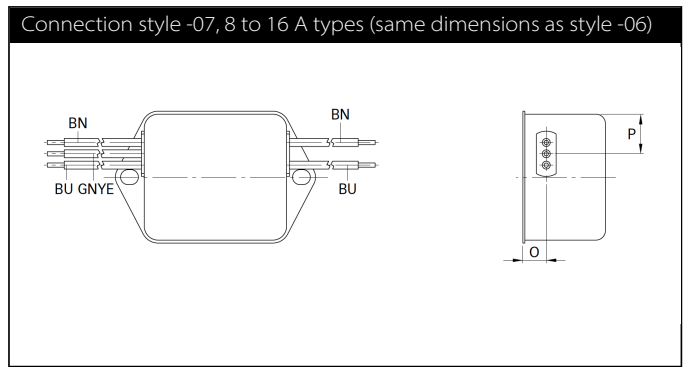 Connection style -07, 8 to 16 A types (same dimensions as style -06)
BN
BN
P
BU GNYE
BU
O